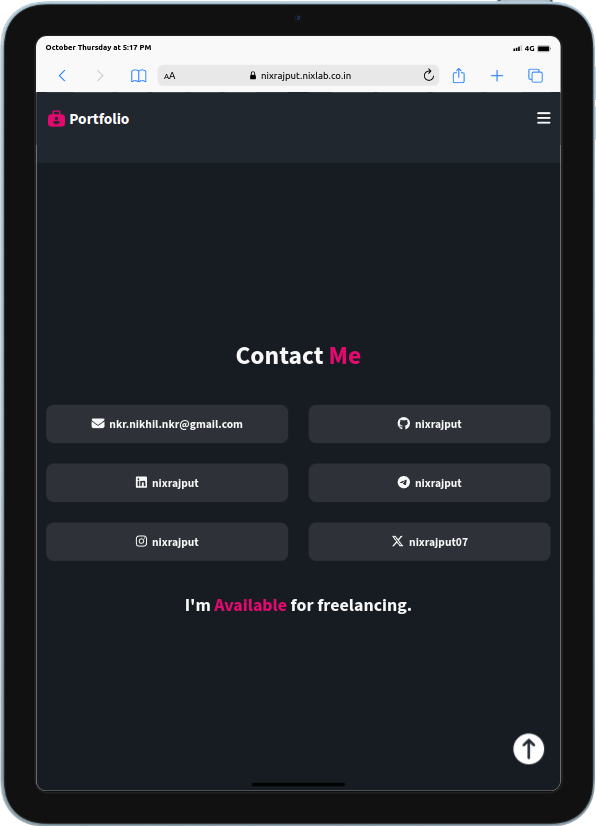 October Thursday at 5:17 PM
4G
AA
nixrajput.nixlab.co.in
Portfolio
Contact Me
nkr.nikhil.nkr@gmail.com
nixrajput
nixrajput
nixrajput
nixrajput
nixrajput07
I'm Available for freelancing.